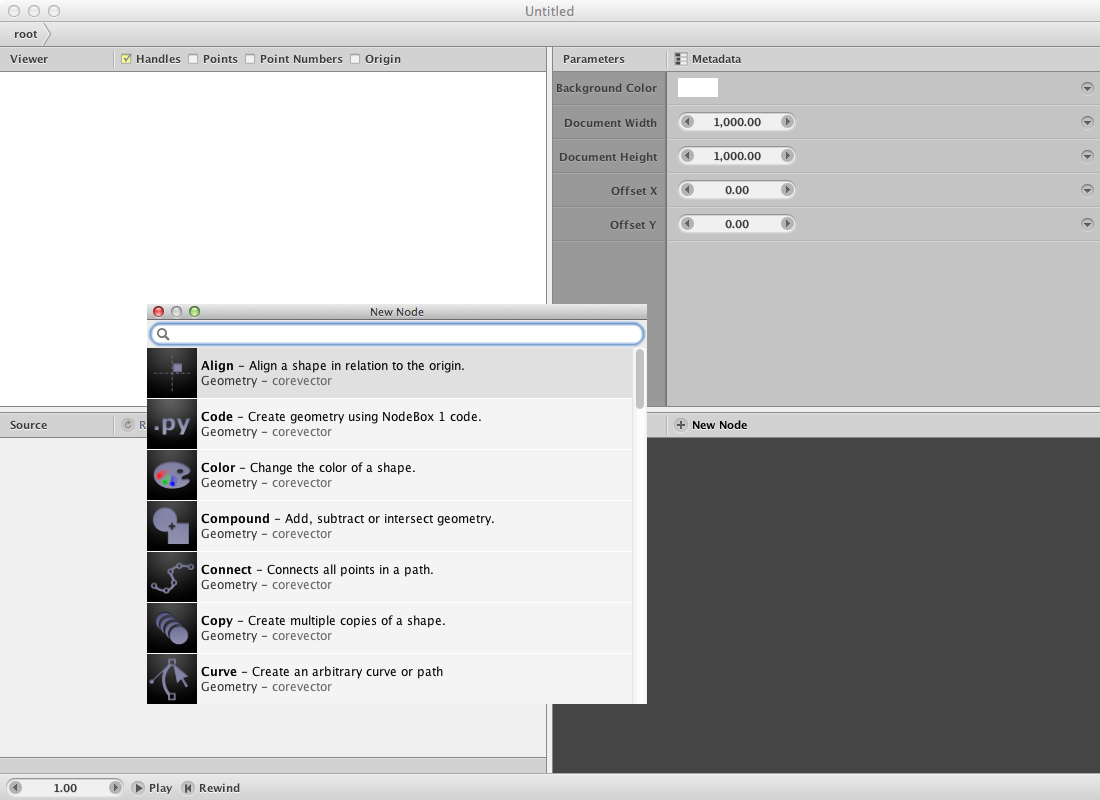 Untitled
root
Viewer Handles Points Point Numbers Origin
Parameters Metadata
Background Color
Document Width 1,000.00
Document Height 1,000.00
Offset X 0.00
Offset Y 0.00
New Node
Align – Align a shape in relation to the origin.
Geometry – corevector
Code – Create geometry using NodeBox 1 code.
Geometry – corevector
.py
Color – Change the color of a shape.
Geometry – corevector
Compound – Add, subtract or intersect geometry.
Geometry – corevector
Connect – Connects all points in a path.
Geometry – corevector
Copy – Create multiple copies of a shape.
Geometry – corevector
Curve – Create an arbitrary curve or path
Geometry – corevector
Source R
New Node
1.00 Play Rewind